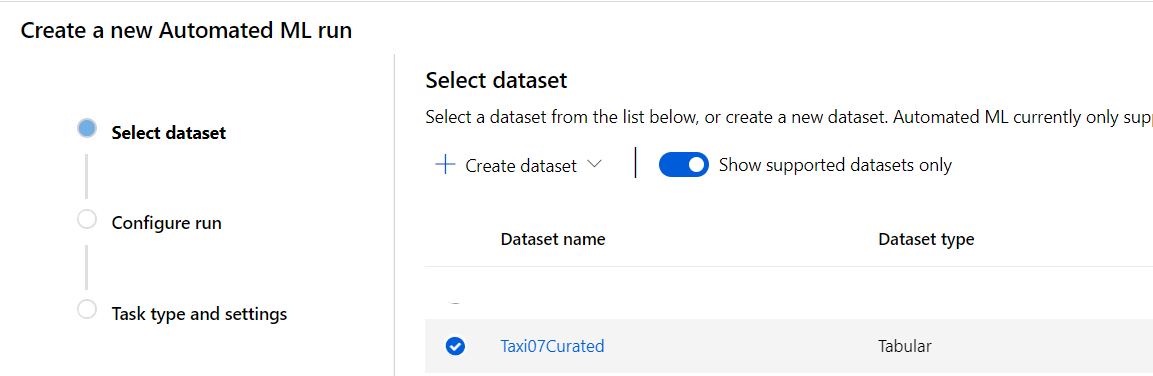 Create a new Automated ML run
Select dataset
Configure run
Task type and settings
Select dataset
Select a dataset from the list below, or create a new dataset. Automated ML currently only
Create dataset
Show supported datasets only
Dataset name Dataset type
Taxi07Curated Tabular